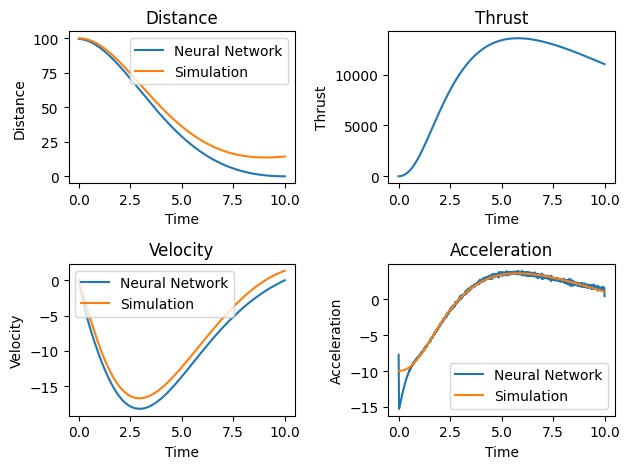 Distance
100
75
50
25
0
Distance
Neural Network
Simulation
0.0 2.5 5.0 7.5 10.0
Time
Thrust
10000
5000
0
Thrust
0.0 2.5 5.0 7.5 10.0
Time
Velocity
0
−5
−10
−15
Velocity
Neural Network
Simulation
0.0 2.5 5.0 7.5 10.0
Time
Acceleration
0
−5
−10
−15
Acceleration
Neural Network
Simulation
0.0 2.5 5.0 7.5 10.0
Time